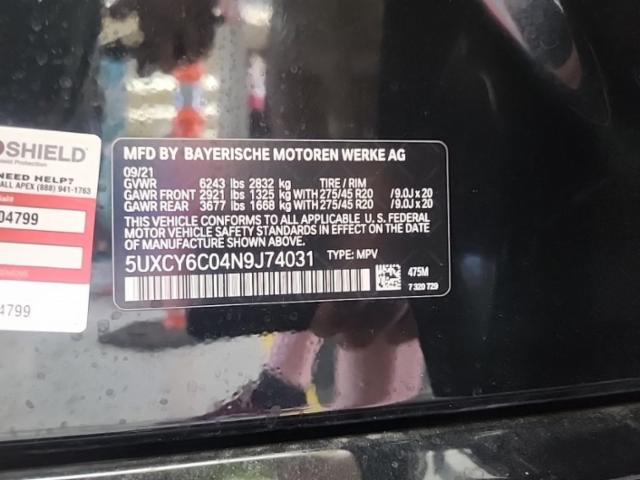 SHIELD
NEED HELP?
ALL APEX (888) 941-1763
04799
4799
MFD BY BAYERISCHE MOTOREN WERKE AG
09/21
GVWR 6243 lbs 2832 kg TIRE / RIM
GAWR FRONT 2921 lbs 1325 kg WITH 275/45 R20 / 9.0J x 20
GAWR REAR 3677 lbs 1668 kg WITH 275/45 R20 / 9.0J x 20
THIS VEHICLE CONFORMS TO ALL APPLICABLE U. S. FEDERAL
MOTOR VEHICLE SAFETY, BUMPER, AND THEFT PREVENTION
STANDARDS IN EFFECT ON THE DATE OF MANUFACTURE SHOWN ABOVE.
5UXCY6C04N9J74031 TYPE: MPV
475M
7 320 729